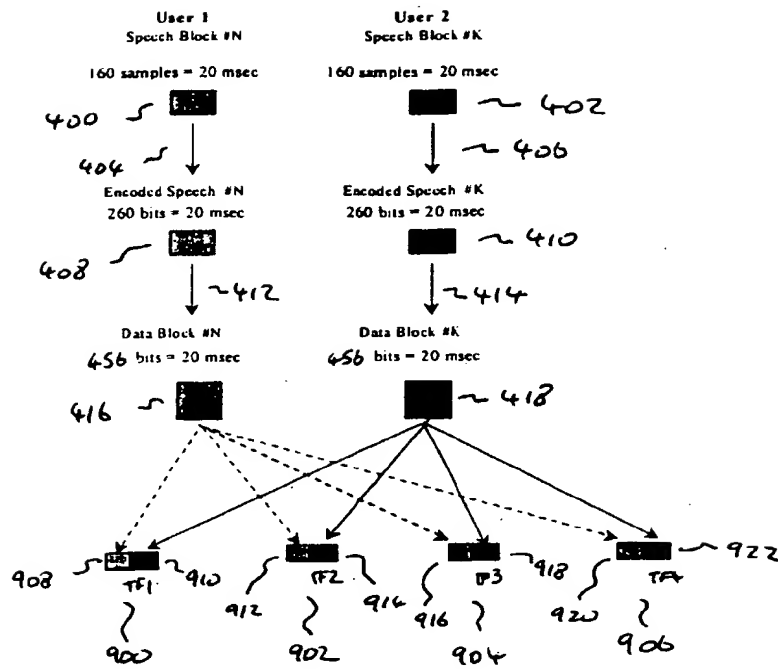 User 1 User 2
Speech Block #N Speech Block #K
160 samples = 20 msec 160 samples = 20 msec
400 402
404 406
Encoded Speech #N Encoded Speech #K
260 bits = 20 msec 260 bits = 20 msec
408 410
412 414
Data Block #N Data Block #K
456 bits = 20 msec 456 bits = 20 msec
416 418
908 TF1 910 912 TF2 914 916 TF3 918 920 TF4 922
900 902 904 906